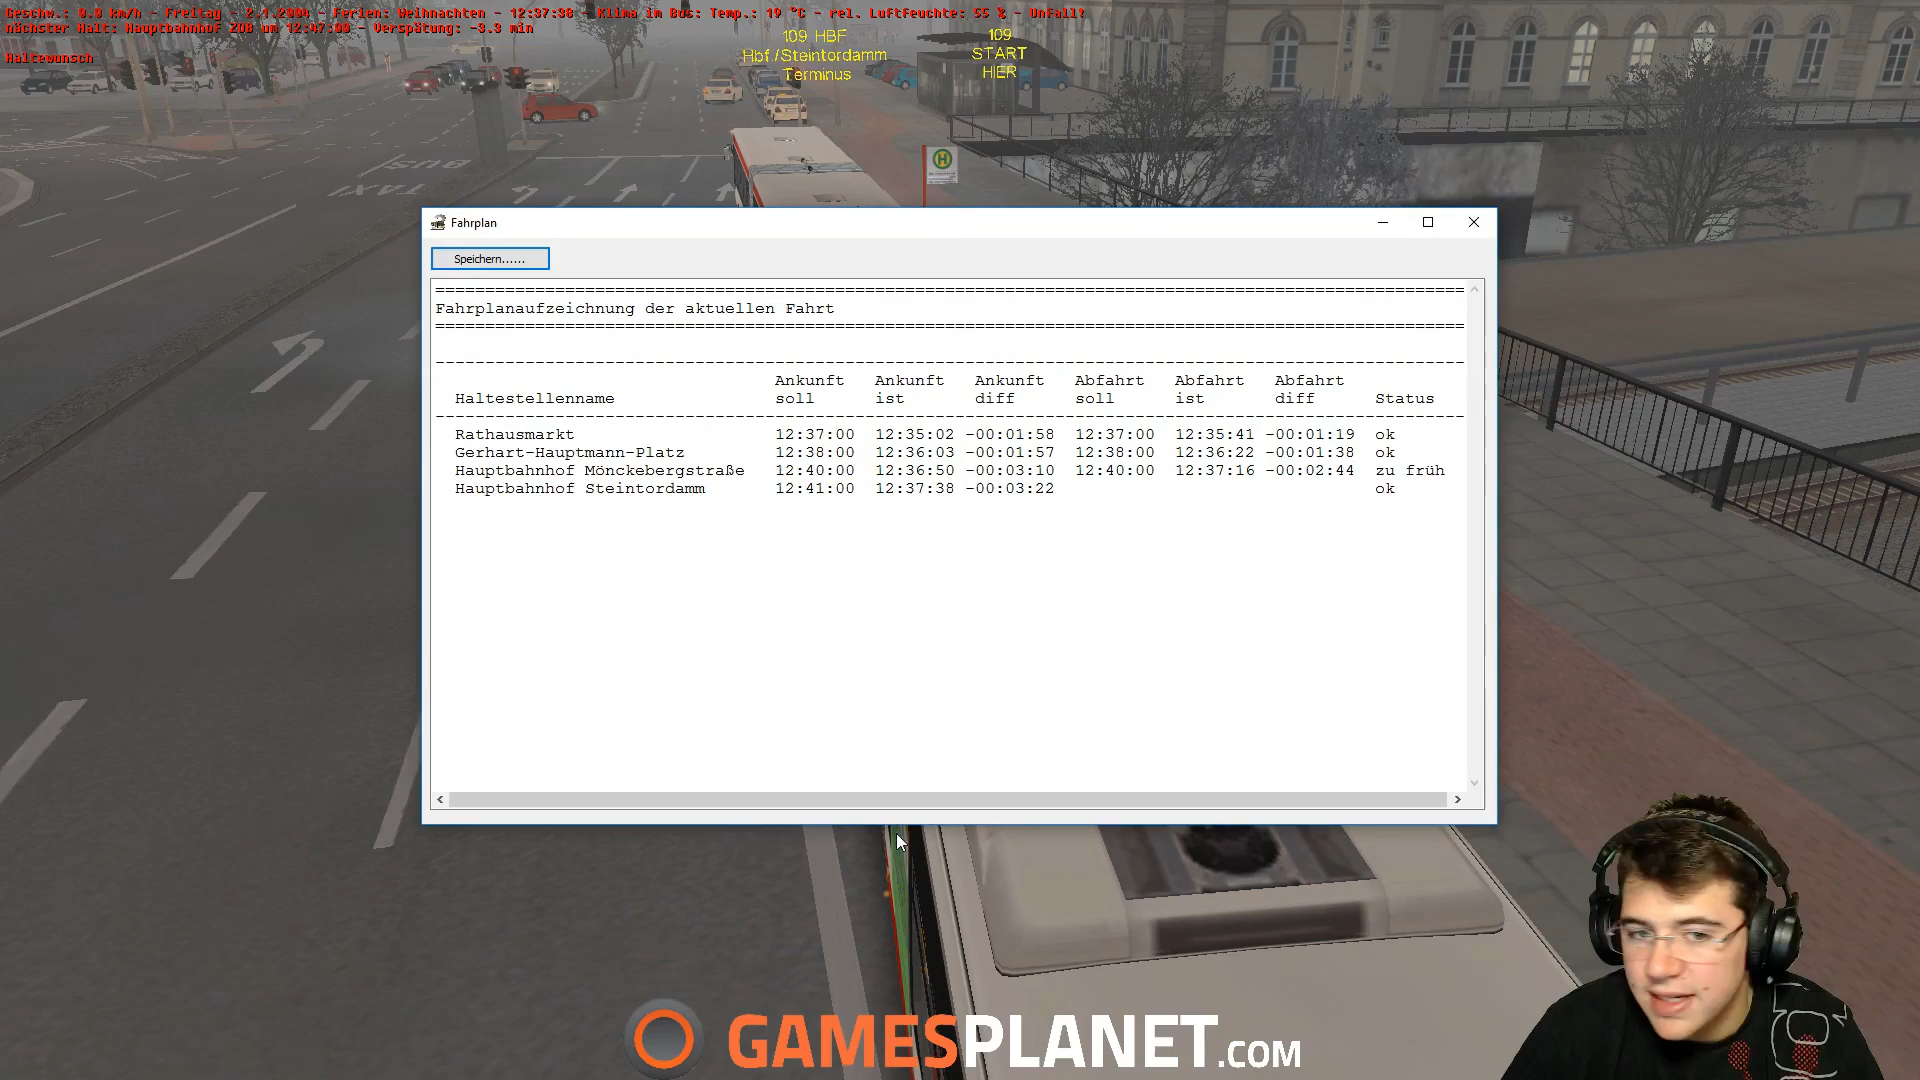 Geschw.: 0.0 km/h - Freitag - 2.1.2004 - Ferien: Weihnachten - 12:37:38 - Klima im Bus: Temp.: 19 °C - rel. Luftfeuchte: 55 % - Unfall!
nächster Halt: Hauptbahnhof ZOB um 12:47:00 - Verspätung: -3.3 min
Haltewunsch
109 HBF
Hbf./Steintordamm
Terminus
109
START
HIER
H
BUS
TAXI
Fahrplan
Speichern......
Fahrplanaufzeichnung der aktuellen Fahrt
Haltestellenname Ankunft soll Ankunft ist Ankunft diff Abfahrt soll Abfahrt ist Abfahrt diff Status
Rathausmarkt 12:37:00 12:35:02 -00:01:58 12:37:00 12:35:41 -00:01:19 ok
Gerhart-Hauptmann-Platz 12:38:00 12:36:03 -00:01:57 12:38:00 12:36:22 -00:01:38 ok
Hauptbahnhof Mönckebergstraße 12:40:00 12:36:50 -00:03:10 12:40:00 12:37:16 -00:02:44 zu früh
Hauptbahnhof Steintordamm 12:41:00 12:37:38 -00:03:22 ok
GAMESPLANET.COM